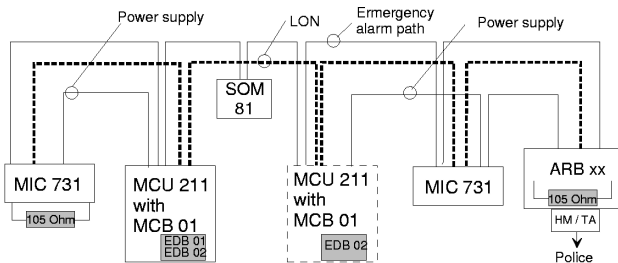 Power supply
LON
Ermergency
alarm path
Power supply
SOM
81
MIC 731
105 Ohm
MCU 211
with
MCB 01
EDB 01
EDB 02
MCU 211
with
MCB 01
EDB 02
MIC 731
ARB xx
105 Ohm
HM / TA
Police